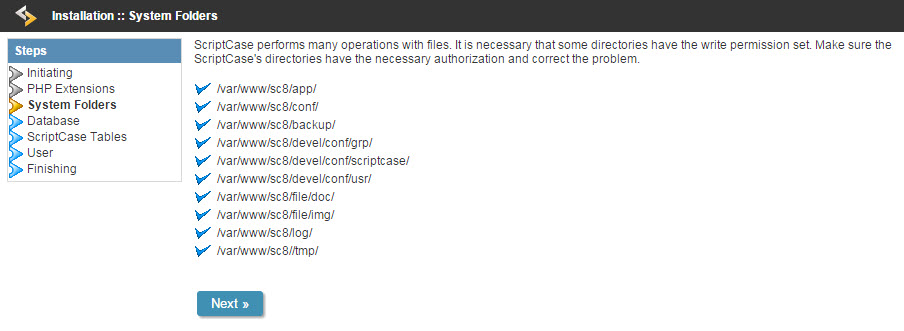 Installation :: System Folders
Steps
Initiating
PHP Extensions
System Folders
Database
ScriptCase Tables
User
Finishing
ScriptCase performs many operations with files. It is necessary that some directories have the write permission set. Make sure the
ScriptCase's directories have the necessary authorization and correct the problem.
/var/www/sc8/app/
/var/www/sc8/conf/
/var/www/sc8/backup/
/var/www/sc8/devel/conf/grp/
/var/www/sc8/devel/conf/scriptcase/
/var/www/sc8/devel/conf/usr/
/var/www/sc8/file/doc/
/var/www/sc8/file/img/
/var/www/sc8/log/
/var/www/sc8//tmp/
Next »